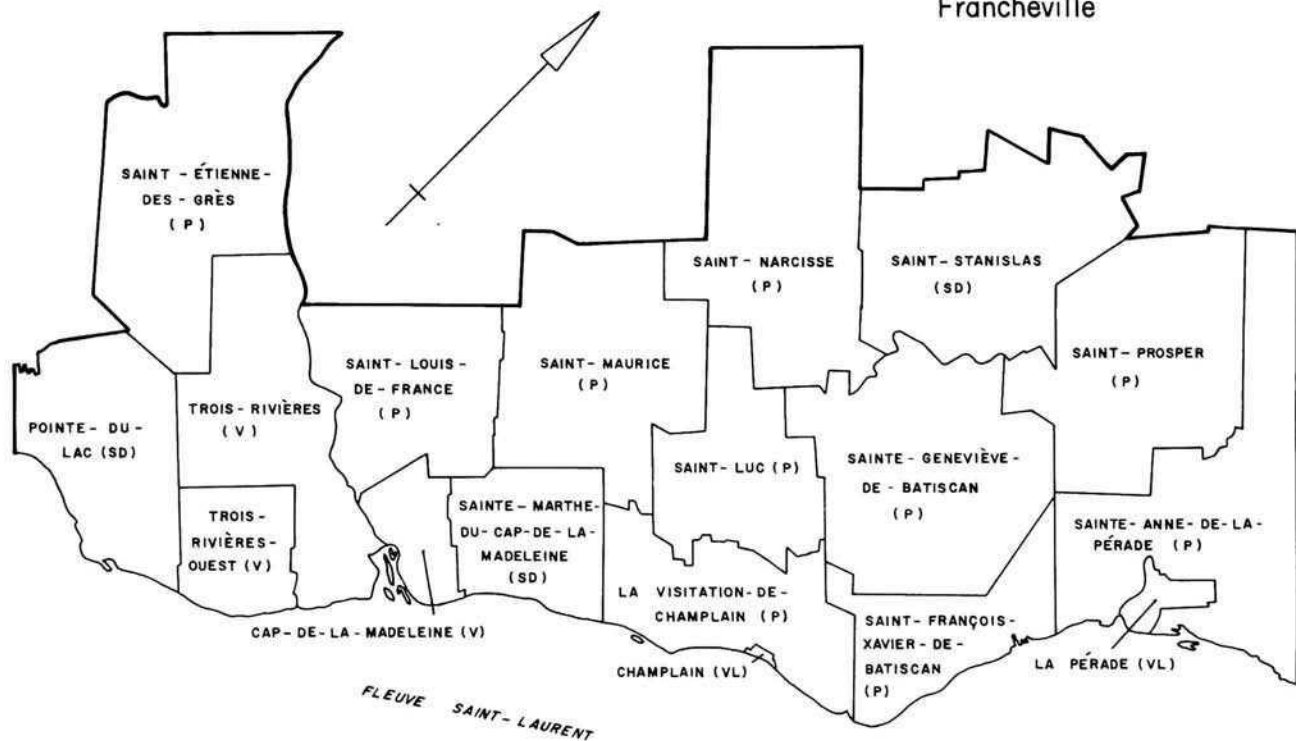 Francheville
SAINT - ÉTIENNE-
DES - GRÈS
(P)
SAINT - NARCISSE
(P)
SAINT - STANISLAS
(SD)
SAINT - LOUIS -
DE - FRANCE
(P)
SAINT - MAURICE
(P)
SAINT - PROSPER
(P)
POINTE - DU -
LAC (SD)
TROIS - RIVIÈRES
(V)
SAINT - LUC (P)
SAINTE - GENEVIÈVE-
DE - BATISCAN
(P)
TROIS -
RIVIÈRES-
OUEST (V)
SAINTE - MARTHE-
DU-CAP-DE-LA-
MADELEINE
(SD)
SAINTE-ANNE-DE-LA-
PÉRADE (P)
LA VISITATION-DE-
CHAMPLAIN (P)
SAINT - FRANÇOIS-
XAVIER - DE -
BATISCAN
(P)
CAP-DE-LA-MADELEINE (V)
CHAMPLAIN (VL)
LA PÉRADE (VL)
FLEUVE SAINT-LAURENT